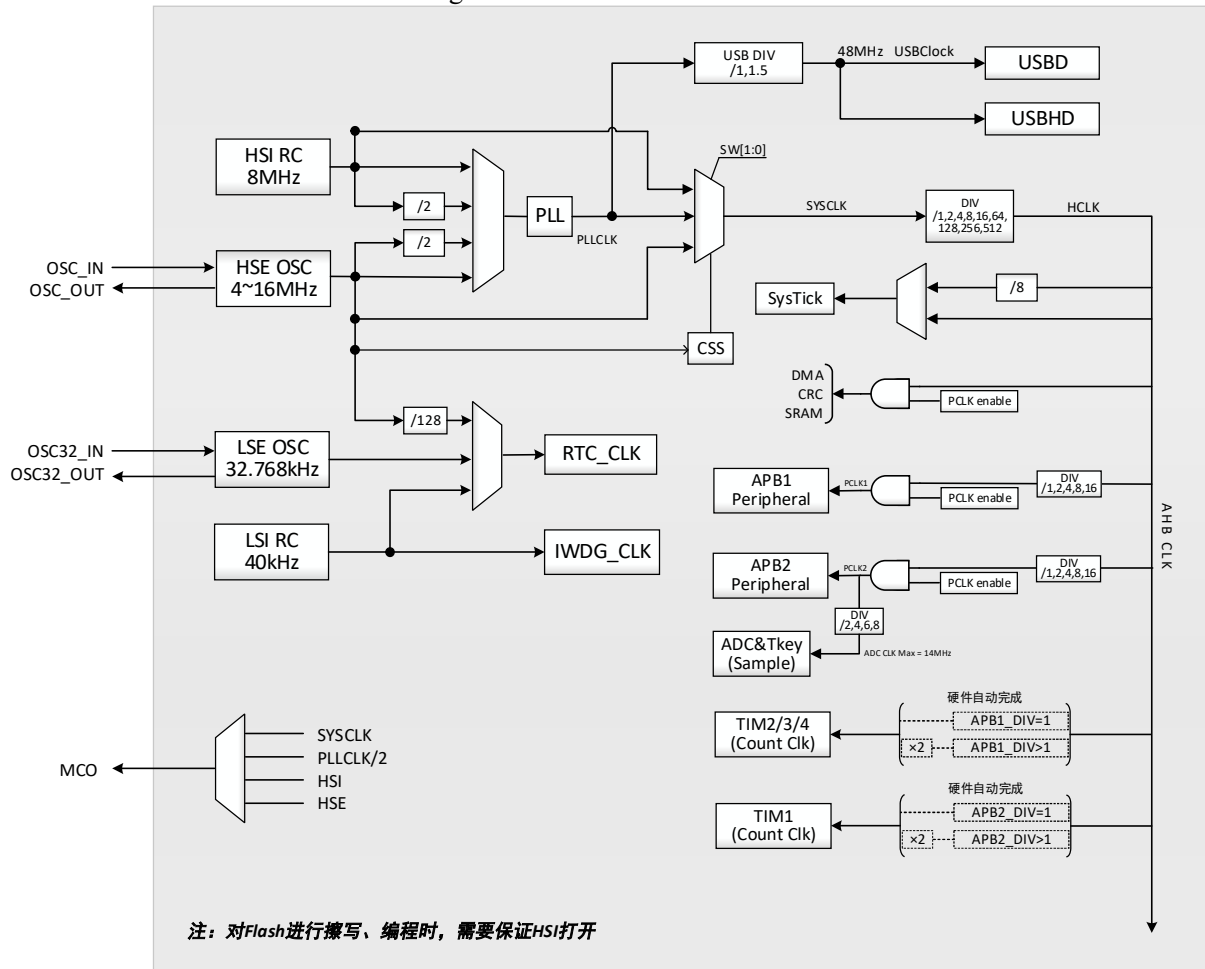 USB DIV
/1,1.5
48MHz USBClock
USBD
USBHD
HSI RC
8MHz
SW[1:0]
/2
PLL
PLLCLK
SYSCLK
DIV
/1,2,4,8,16,64,
128,256,512
HCLK
/2
OSC_IN
OSC_OUT
HSE OSC
4~16MHz
/8
SysTick
CSS
DMA
CRC
SRAM
PCLK enable
/128
OSC32_IN
OSC32_OUT
LSE OSC
32.768kHz
RTC_CLK
APB1
Peripheral
PCLK1
PCLK enable
DIV
/1,2,4,8,16
AHB CLK
LSI RC
40kHz
IWDG_CLK
APB2
Peripheral
PCLK2
PCLK enable
DIV
/1,2,4,8,16
DIV
/2,4,6,8
ADC&Tkey
(Sample)
ADC CLK Max = 14MHz
硬件自动完成
TIM2/3/4
(Count Clk)
APB1_DIV=1
×2
APB1_DIV>1
MCO
SYSCLK
PLLCLK/2
HSI
HSE
硬件自动完成
TIM1
(Count Clk)
APB2_DIV=1
×2
APB2_DIV>1
注：对Flash进行擦写、编程时，需要保证HSI打开